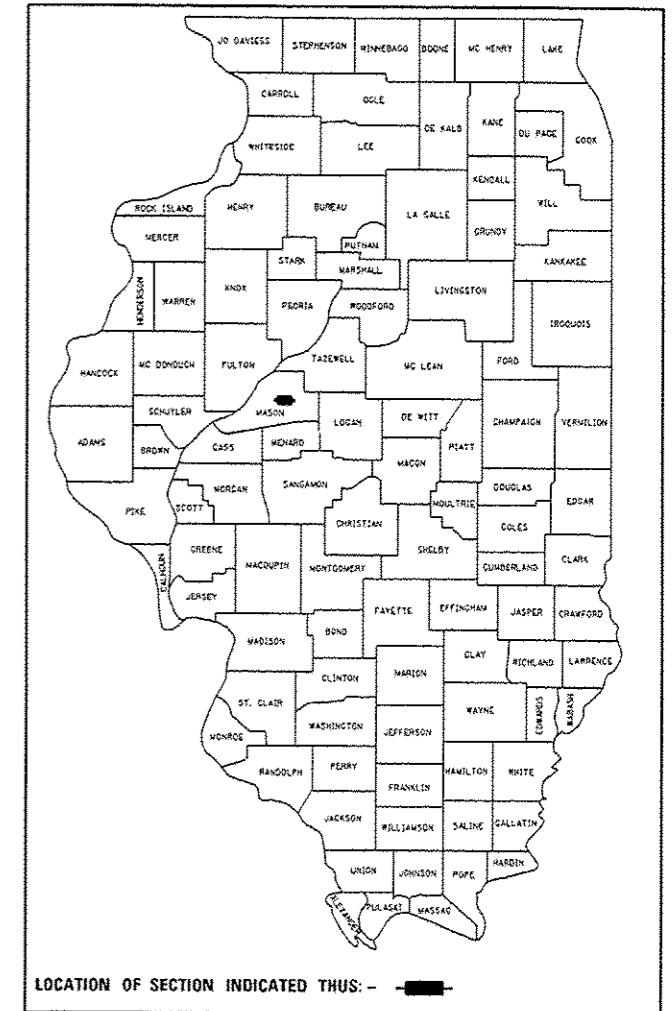 JO DAVIESS STEPHENSON WINNEBAGO BOONE MC HENRY LAKE
CARROLL OGLE DE KALB KANE DU PAGE COOK
WHITESIDE LEE
KENDALL WILL
ROCK ISLAND HENRY BUREAU LA SALLE GRUNDY
MERCER PUTNAM KANKAKEE
STARK MARSHALL
HENDERSON WARREN KNOX PEORIA WOODFORD LIVINGSTON IROQUOIS
HANCOCK MC DONOUGH FULTON TAZEWELL MC LEAN FORD
SCHUYLER MASON LOGAN DE WITT CHAMPAIGN VERMILION
ADAMS BROWN CASS MENARD MACON PIATT
MORGAN SANGAMON DOUGLAS EDGAR
PIKE SCOTT CHRISTIAN MOULTRIE COLES
GREENE MACOUPIN MONTGOMERY SHELBY CUMBERLAND CLARK
CALHOUN JERSEY FAYETTE EFFINGHAM JASPER CRAWFORD
MADISON BOND
CLAY RICHLAND LAWRENCE
CLINTON MARION
ST. CLAIR WAYNE EDWARDS WABASH
MONROE WASHINGTON JEFFERSON
RANDOLPH PERRY HAMILTON WHITE
FRANKLIN
JACKSON WILLIAMSON SALINE GALLATIN
UNION JOHNSON POPE HARDIN
ALEXANDER PULASKI MASSAC
LOCATION OF SECTION INDICATED THUS: -